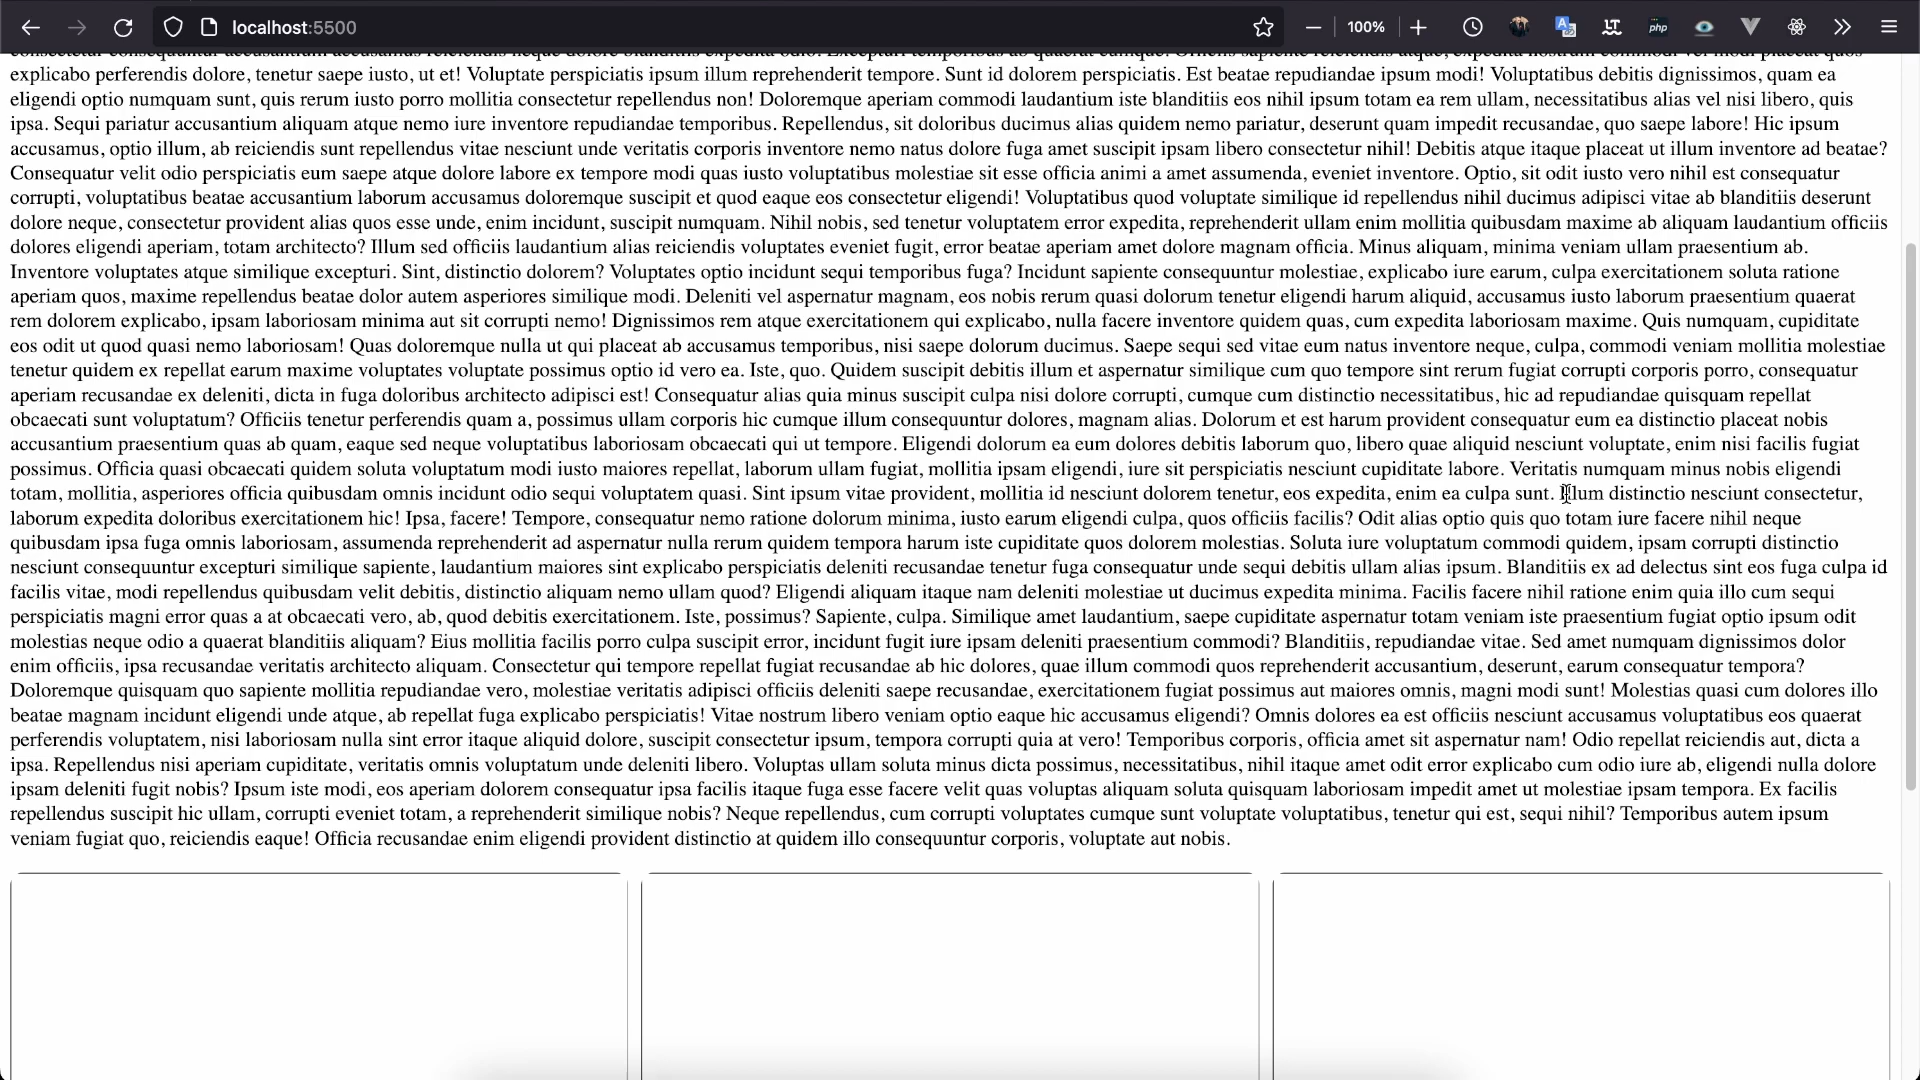 localhost:5500
100%
php
consectetur consequuntur accusantium accusamus reiciendis neque dolore blanditiis expedita odio. Excepturi temporibus ab quaerat cumque. Officiis sapiente reiciendis atque, expedita nostrum commodi vel modi placeat quos
explicabo perferendis dolore, tenetur saepe iusto, ut et! Voluptate perspiciatis ipsum illum reprehenderit tempore. Sunt id dolorem perspiciatis. Est beatae repudiandae ipsum modi! Voluptatibus debitis dignissimos, quam ea
eligendi optio numquam sunt, quis rerum iusto porro mollitia consectetur repellendus non! Doloremque aperiam commodi laudantium iste blanditiis eos nihil ipsum totam ea rem ullam, necessitatibus alias vel nisi libero, quis
ipsa. Sequi pariatur accusantium aliquam atque nemo iure inventore repudiandae temporibus. Repellendus, sit doloribus ducimus alias quidem nemo pariatur, deserunt quam impedit recusandae, quo saepe labore! Hic ipsum
accusamus, optio illum, ab reiciendis sunt repellendus vitae nesciunt unde veritatis corporis inventore nemo natus dolore fuga amet suscipit ipsam libero consectetur nihil! Debitis atque itaque placeat ut illum inventore ad beatae?
Consequatur velit odio perspiciatis eum saepe atque dolore labore ex tempore modi quas iusto voluptatibus molestiae sit esse officia animi a amet assumenda, eveniet inventore. Optio, sit odit iusto vero nihil est consequatur
corrupti, voluptatibus beatae accusantium laborum accusamus doloremque suscipit et quod eaque eos consectetur eligendi! Voluptatibus quod voluptate similique id repellendus nihil ducimus adipisci vitae ab blanditiis deserunt
dolore neque, consectetur provident alias quos esse unde, enim incidunt, suscipit numquam. Nihil nobis, sed tenetur voluptatem error expedita, reprehenderit ullam enim mollitia quibusdam maxime ab aliquam laudantium officiis
dolores eligendi aperiam, totam architecto? Illum sed officiis laudantium alias reiciendis voluptates eveniet fugit, error beatae aperiam amet dolore magnam officia. Minus aliquam, minima veniam ullam praesentium ab.
Inventore voluptates atque similique excepturi. Sint, distinctio dolorem? Voluptates optio incidunt sequi temporibus fuga? Incidunt sapiente consequuntur molestiae, explicabo iure earum, culpa exercitationem soluta ratione
aperiam quos, maxime repellendus beatae dolor autem asperiores similique modi. Deleniti vel aspernatur magnam, eos nobis rerum quasi dolorum tenetur eligendi harum aliquid, accusamus iusto laborum praesentium quaerat
rem dolorem explicabo, ipsam laboriosam minima aut sit corrupti nemo! Dignissimos rem atque exercitationem qui explicabo, nulla facere inventore quidem quas, cum expedita laboriosam maxime. Quis numquam, cupiditate
eos odit ut quod quasi nemo laboriosam! Quas doloremque nulla ut qui placeat ab accusamus temporibus, nisi saepe dolorum ducimus. Saepe sequi sed vitae eum natus inventore neque, culpa, commodi veniam mollitia molestiae
tenetur quidem ex repellat earum maxime voluptates voluptate possimus optio id vero ea. Iste, quo. Quidem suscipit debitis illum et aspernatur similique cum quo tempore sint rerum fugiat corrupti corporis porro, consequatur
aperiam recusandae ex deleniti, dicta in fuga doloribus architecto adipisci est! Consequatur alias quia minus suscipit culpa nisi dolore corrupti, cumque cum distinctio necessitatibus, hic ad repudiandae quisquam repellat
obcaecati sunt voluptatum? Officiis tenetur perferendis quam a, possimus ullam corporis hic cumque illum consequuntur dolores, magnam alias. Dolorum et est harum provident consequatur eum ea distinctio placeat nobis
accusantium praesentium quas ab quam, eaque sed neque voluptatibus laboriosam obcaecati qui ut tempore. Eligendi dolorum ea eum dolores debitis laborum quo, libero quae aliquid nesciunt voluptate, enim nisi facilis fugiat
possimus. Officia quasi obcaecati quidem soluta voluptatum modi iusto maiores repellat, laborum ullam fugiat, mollitia ipsam eligendi, iure sit perspiciatis nesciunt cupiditate labore. Veritatis numquam minus nobis eligendi
totam, mollitia, asperiores officia quibusdam omnis incidunt odio sequi voluptatem quasi. Sint ipsum vitae provident, mollitia id nesciunt dolorem tenetur, eos expedita, enim ea culpa sunt. Illum distinctio nesciunt consectetur,
laborum expedita doloribus exercitationem hic! Ipsa, facere! Tempore, consequatur nemo ratione dolorum minima, iusto earum eligendi culpa, quos officiis facilis? Odit alias optio quis quo totam iure facere nihil neque
quibusdam ipsa fuga omnis laboriosam, assumenda reprehenderit ad aspernatur nulla rerum quidem tempora harum iste cupiditate quos dolorem molestias. Soluta iure voluptatum commodi quidem, ipsam corrupti distinctio
nesciunt consequuntur excepturi similique sapiente, laudantium maiores sint explicabo perspiciatis deleniti recusandae tenetur fuga consequatur unde sequi debitis ullam alias ipsum. Blanditiis ex ad delectus sint eos fuga culpa id
facilis vitae, modi repellendus quibusdam velit debitis, distinctio aliquam nemo ullam quod? Eligendi aliquam itaque nam deleniti molestiae ut ducimus expedita minima. Facilis facere nihil ratione enim quia illo cum sequi
perspiciatis magni error quas a at obcaecati vero, ab, quod debitis exercitationem. Iste, possimus? Sapiente, culpa. Similique amet laudantium, saepe cupiditate aspernatur totam veniam iste praesentium fugiat optio ipsum odit
molestias neque odio a quaerat blanditiis aliquam? Eius mollitia facilis porro culpa suscipit error, incidunt fugit iure ipsam deleniti praesentium commodi? Blanditiis, repudiandae vitae. Sed amet numquam dignissimos dolor
enim officiis, ipsa recusandae veritatis architecto aliquam. Consectetur qui tempore repellat fugiat recusandae ab hic dolores, quae illum commodi quos reprehenderit accusantium, deserunt, earum consequatur tempora?
Doloremque quisquam quo sapiente mollitia repudiandae vero, molestiae veritatis adipisci officiis deleniti saepe recusandae, exercitationem fugiat possimus aut maiores omnis, magni modi sunt! Molestias quasi cum dolores illo
beatae magnam incidunt eligendi unde atque, ab repellat fuga explicabo perspiciatis! Vitae nostrum libero veniam optio eaque hic accusamus eligendi? Omnis dolores ea est officiis nesciunt accusamus voluptatibus eos quaerat
perferendis voluptatem, nisi laboriosam nulla sint error itaque aliquid dolore, suscipit consectetur ipsum, tempora corrupti quia at vero! Temporibus corporis, officia amet sit aspernatur nam! Odio repellat reiciendis aut, dicta a
ipsa. Repellendus nisi aperiam cupiditate, veritatis omnis voluptatum unde deleniti libero. Voluptas ullam soluta minus dicta possimus, necessitatibus, nihil itaque amet odit error explicabo cum odio iure ab, eligendi nulla dolore
ipsam deleniti fugit nobis? Ipsum iste modi, eos aperiam dolorem consequatur ipsa facilis itaque fuga esse facere velit quas voluptas aliquam soluta quisquam laboriosam impedit amet ut molestiae ipsam tempora. Ex facilis
repellendus suscipit hic ullam, corrupti eveniet totam, a reprehenderit similique nobis? Neque repellendus, cum corrupti voluptates cumque sunt voluptate voluptatibus, tenetur qui est, sequi nihil? Temporibus autem ipsum
veniam fugiat quo, reiciendis eaque! Officia recusandae enim eligendi provident distinctio at quidem illo consequuntur corporis, voluptate aut nobis.